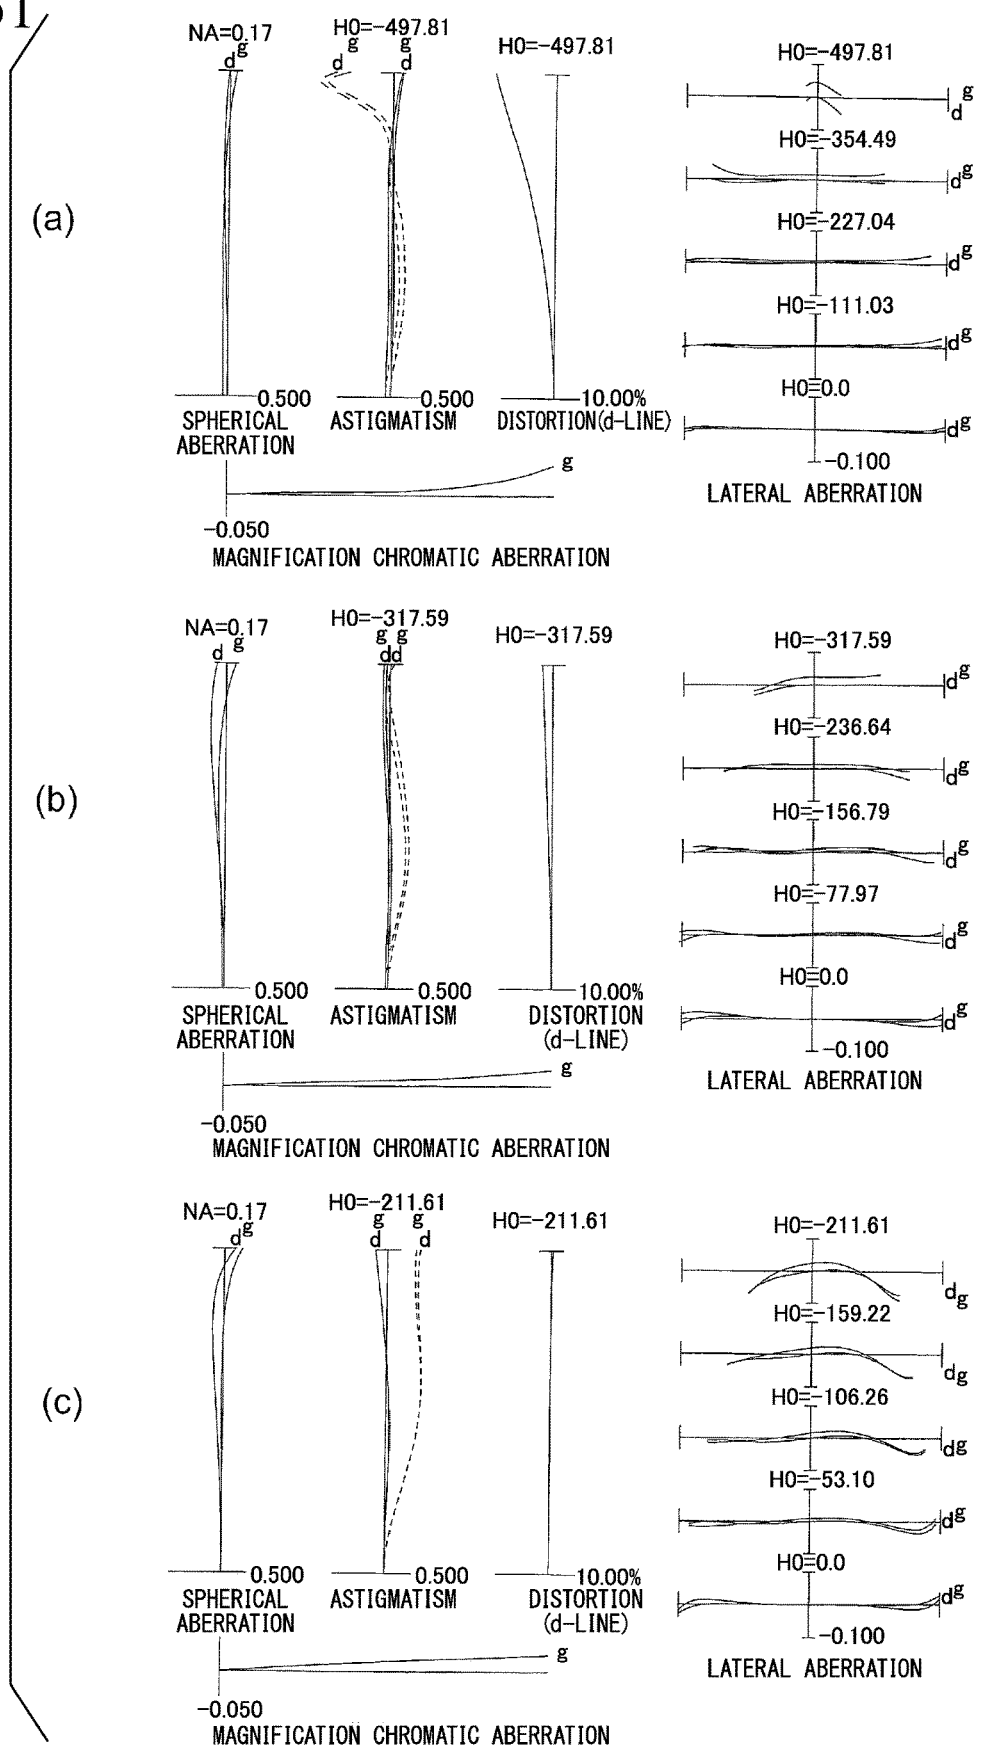 (a)
NA=0.17
d g
H0=-497.81
g g
d d
H0=-497.81
0.500
SPHERICAL
ABERRATION
0.500
ASTIGMATISM
10.00%
DISTORTION(d-LINE)
g
-0.050
MAGNIFICATION CHROMATIC ABERRATION
H0=-497.81
g
d
H0=-354.49
d g
H0=-227.04
d g
H0=-111.03
d g
H0=0.0
d g
-0.100
LATERAL ABERRATION
(b)
NA=0.17
d g
H0=-317.59
g g
d d
H0=-317.59
0.500
SPHERICAL
ABERRATION
0.500
ASTIGMATISM
10.00%
DISTORTION
(d-LINE)
g
-0.050
MAGNIFICATION CHROMATIC ABERRATION
H0=-317.59
d g
H0=-236.64
d g
H0=-156.79
d g
H0=-77.97
d g
H0=0.0
d g
-0.100
LATERAL ABERRATION
(c)
NA=0.17
d g
H0=-211.61
g g
d d
H0=-211.61
0.500
SPHERICAL
ABERRATION
0.500
ASTIGMATISM
10.00%
DISTORTION
(d-LINE)
g
-0.050
MAGNIFICATION CHROMATIC ABERRATION
H0=-211.61
d g
H0=-159.22
d g
H0=-106.26
d g
H0=-53.10
d g
H0=0.0
d g
-0.100
LATERAL ABERRATION